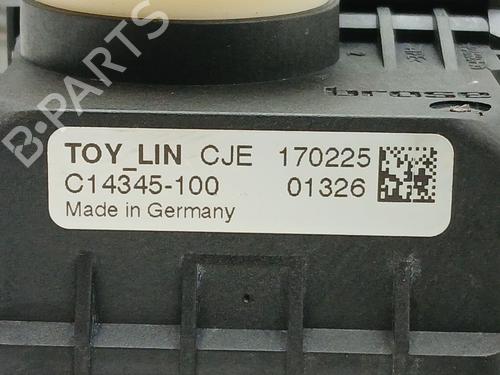 brose
TOY_LIN CJE 170225
C14345-100 01326
Made in Germany
B-PARTS